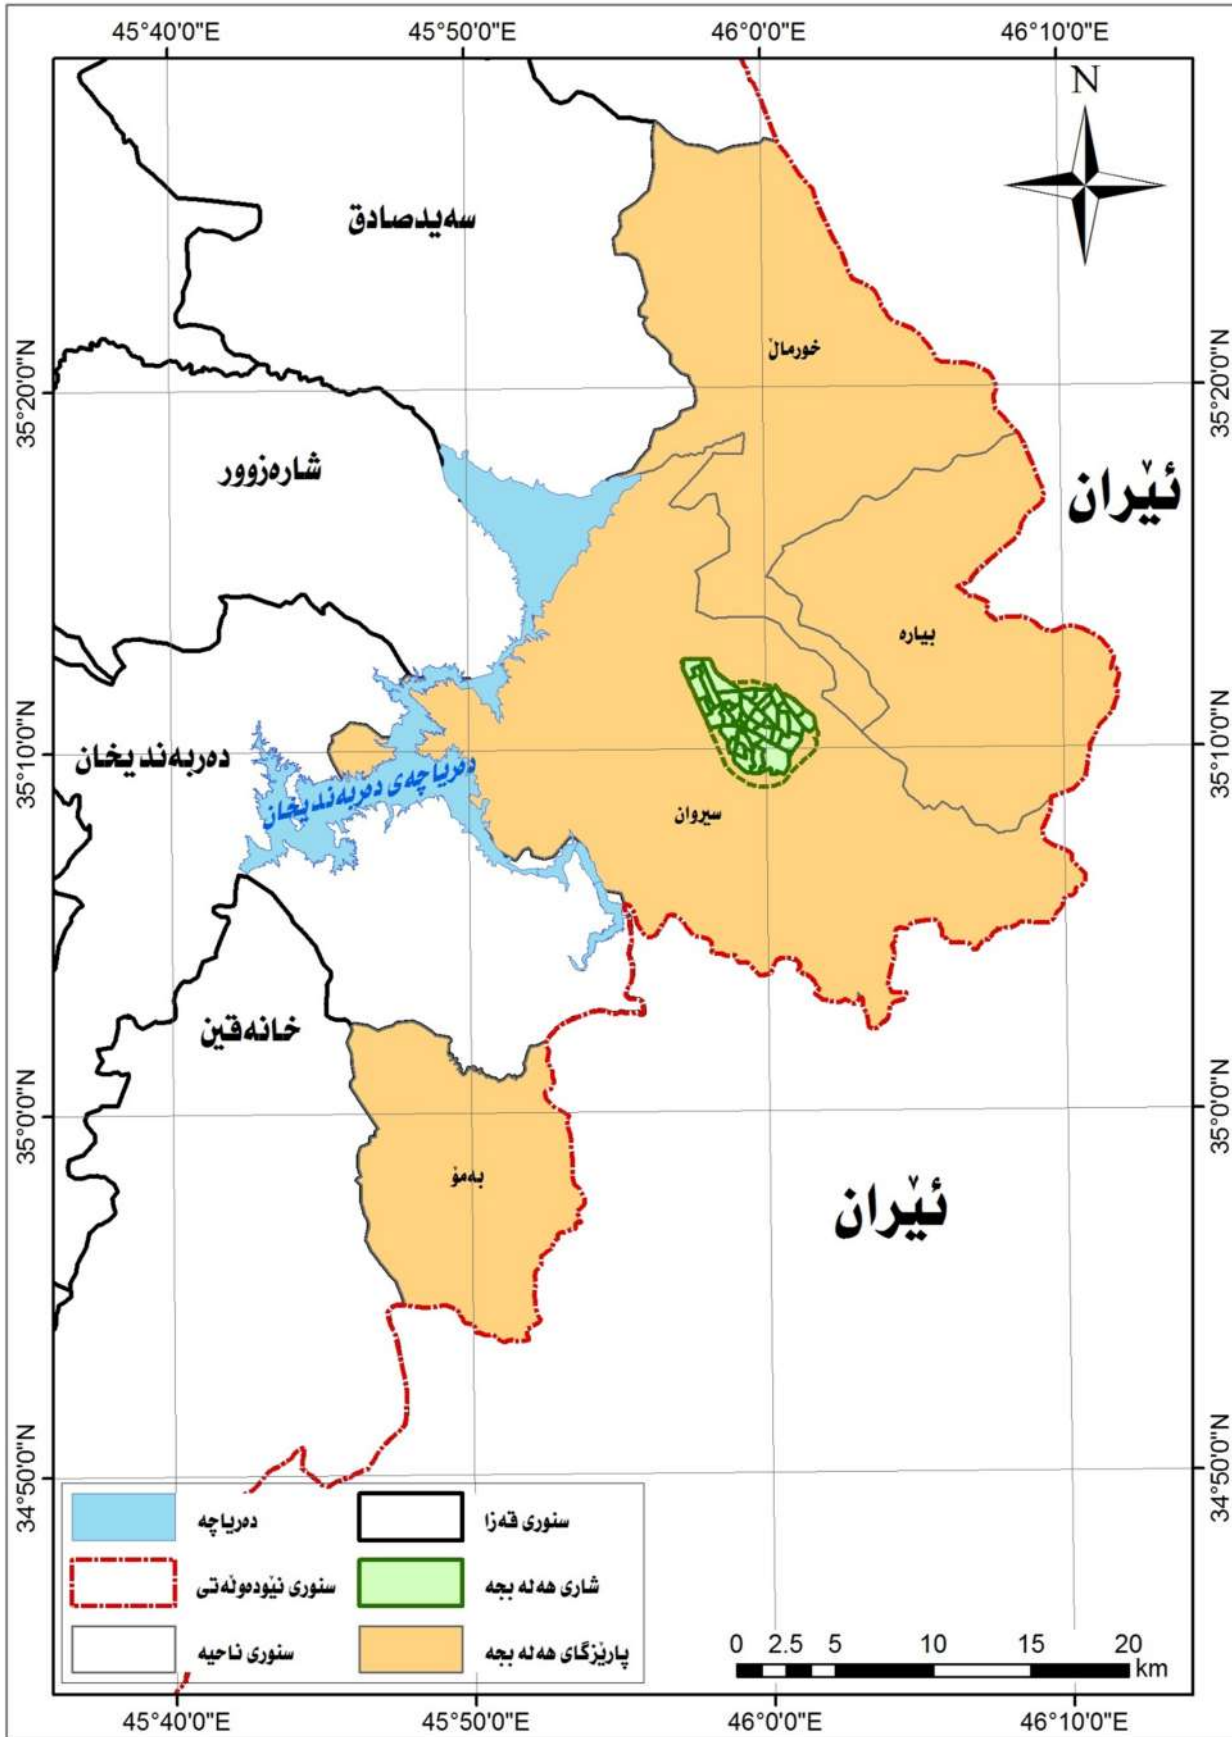 45°40'0"E 45°50'0"E 46°0'0"E 46°10'0"E
N
سەیدصادق
خورماڵ
35°20'0"N 35°20'0"N
شارەزوور
ئێران
بیارە
35°10'0"N 35°10'0"N
دەربەندیخان
دەریاچەی دەربەندیخان
سیروان
خانەقین
35°0'0"N 35°0'0"N
بەمۆ
ئێران
34°50'0"N 34°50'0"N
سنوری قەزا
دەریاچە
شاری هەلەبجە
سنوری نێودەوڵەتی
پارێزگای هەلەبجە
سنوری ناحیە
0 2.5 5 10 15 20
km
45°40'0"E 45°50'0"E 46°0'0"E 46°10'0"E